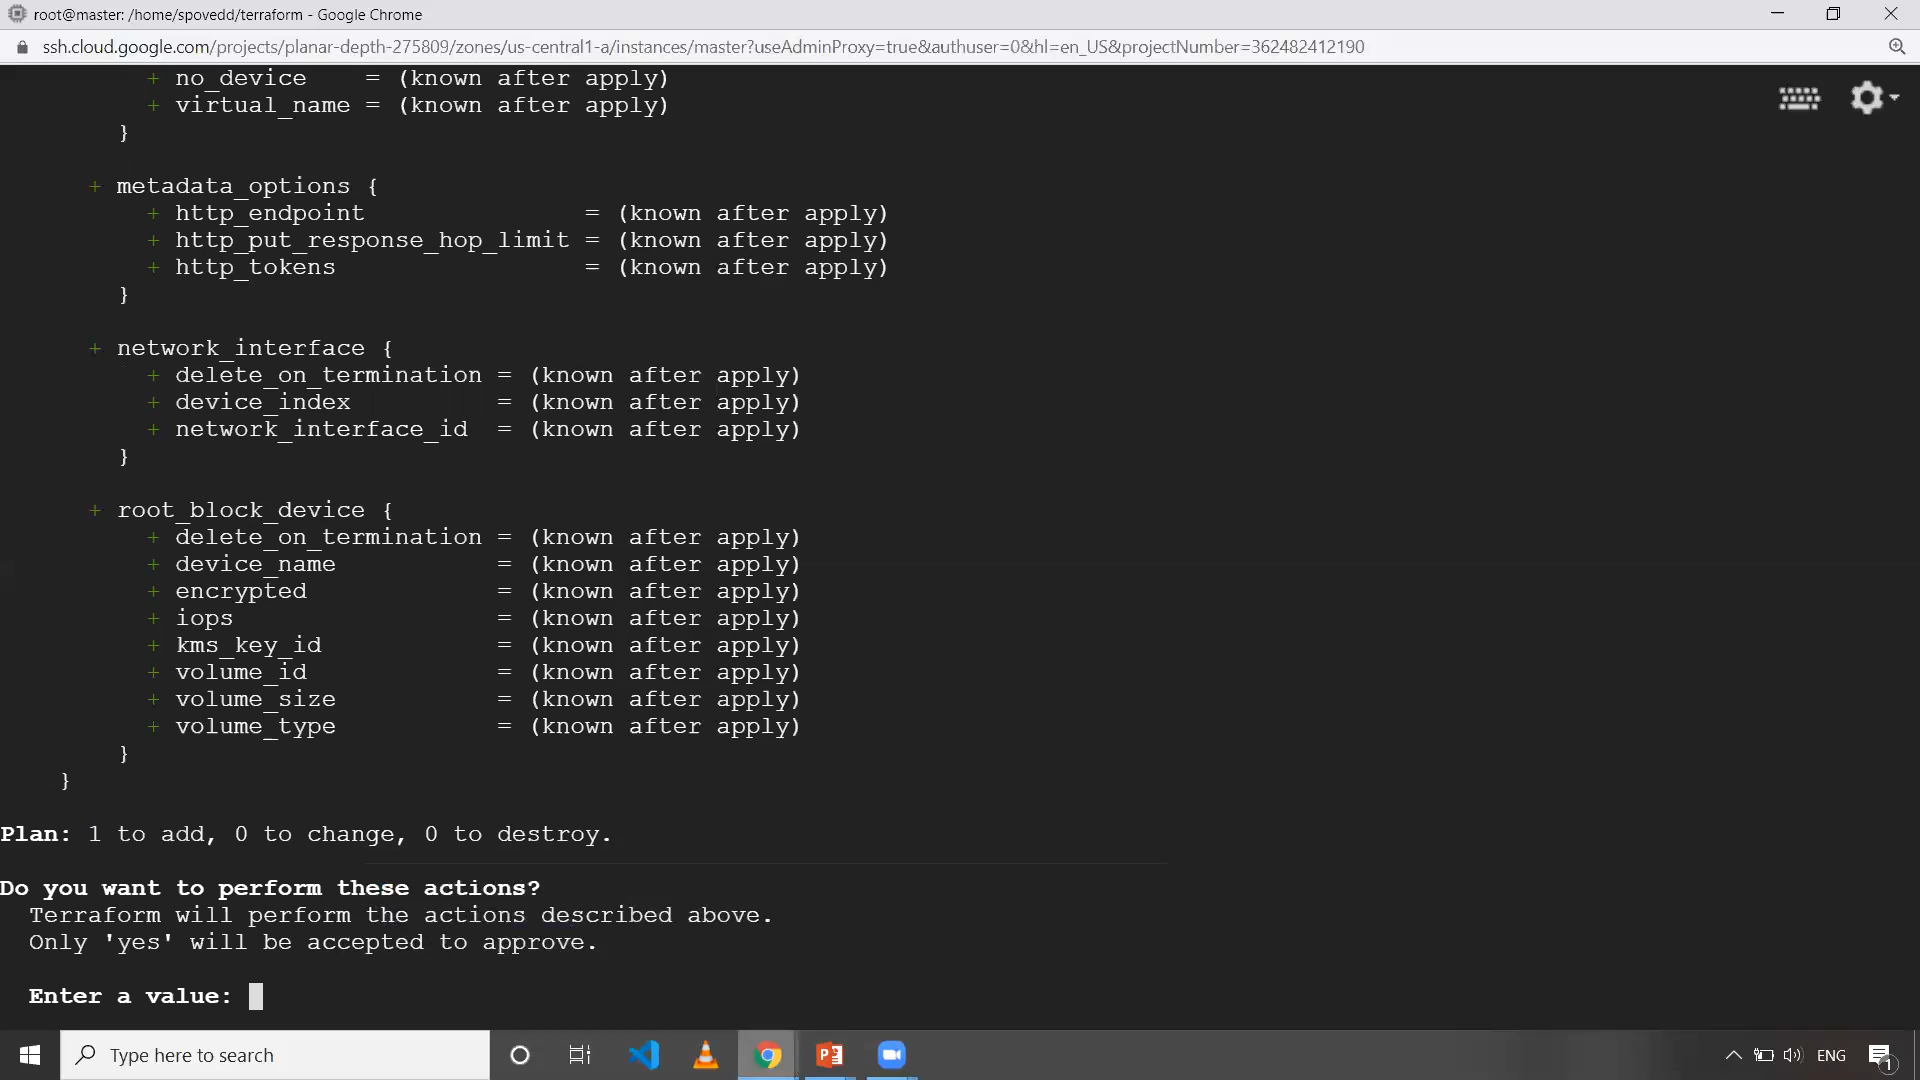 root@master: /home/spovedd/terraform - Google Chrome
ssh.cloud.google.com/projects/planar-depth-275809/zones/us-central1-a/instances/master?useAdminProxy=true&authuser=0&hl=en_US&projectNumber=362482412190
+ no_device    = (known after apply)
+ virtual_name = (known after apply)
}
+ metadata_options {
+ http_endpoint               = (known after apply)
+ http_put_response_hop_limit = (known after apply)
+ http_tokens                 = (known after apply)
}
+ network_interface {
+ delete_on_termination = (known after apply)
+ device_index          = (known after apply)
+ network_interface_id  = (known after apply)
}
+ root_block_device {
+ delete_on_termination = (known after apply)
+ device_name           = (known after apply)
+ encrypted             = (known after apply)
+ iops                  = (known after apply)
+ kms_key_id            = (known after apply)
+ volume_id             = (known after apply)
+ volume_size           = (known after apply)
+ volume_type           = (known after apply)
}
}
Plan: 1 to add, 0 to change, 0 to destroy.
Do you want to perform these actions?
Terraform will perform the actions described above.
Only 'yes' will be accepted to approve.
Enter a value:
Type here to search
ENG
1